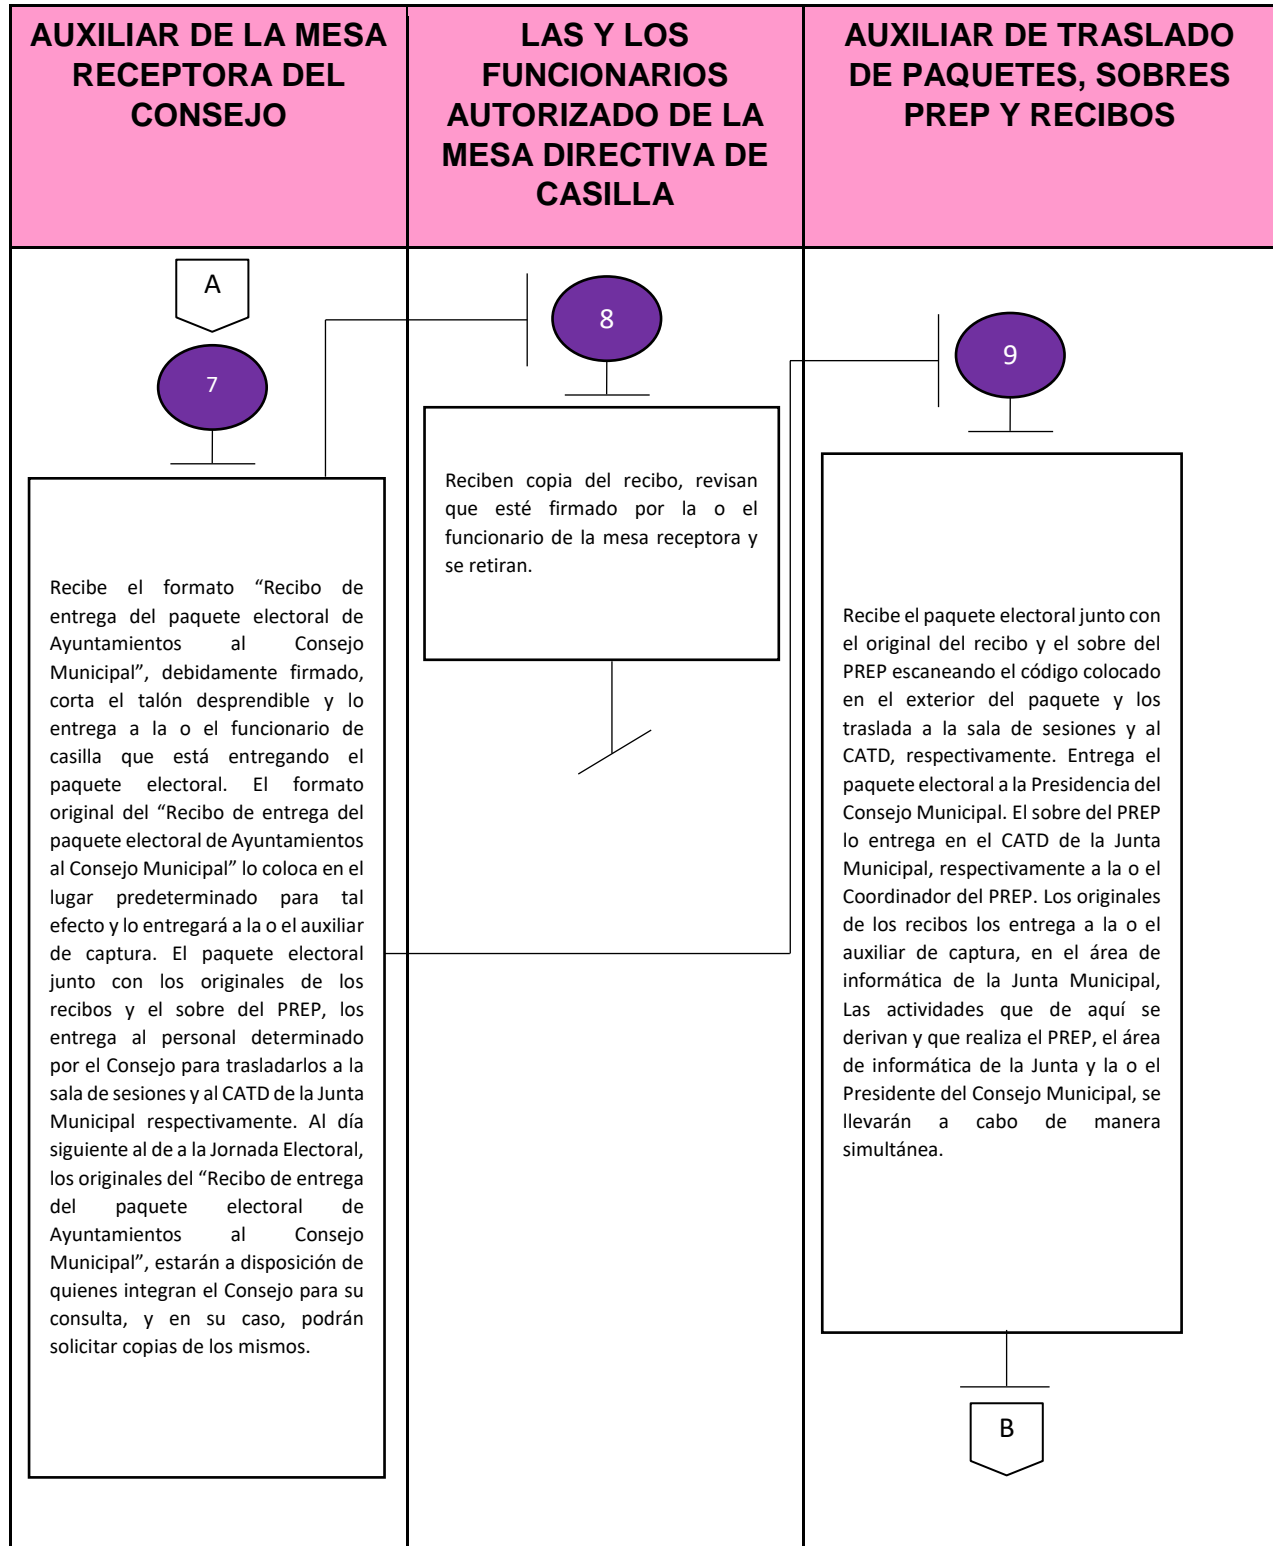 AUXILIAR DE LA MESA
RECEPTORA DEL
CONSEJO
LAS Y LOS
FUNCIONARIOS
AUTORIZADO DE LA
MESA DIRECTIVA DE
CASILLA
AUXILIAR DE TRASLADO
DE PAQUETES, SOBRES
PREP Y RECIBOS
A
7
Recibe el formato “Recibo de
entrega del paquete electoral de
Ayuntamientos al Consejo
Municipal”, debidamente firmado,
corta el talón desprendible y lo
entrega a la o el funcionario de
casilla que está entregando el
paquete electoral. El formato
original del “Recibo de entrega del
paquete electoral de Ayuntamientos
al Consejo Municipal” lo coloca en el
lugar predeterminado para tal
efecto y lo entregará a la o el auxiliar
de captura. El paquete electoral
junto con los originales de los
recibos y el sobre del PREP, los
entrega al personal determinado
por el Consejo para trasladarlos a la
sala de sesiones y al CATD de la Junta
Municipal respectivamente. Al día
siguiente al de a la Jornada Electoral,
los originales del “Recibo de entrega
del paquete electoral de
Ayuntamientos al Consejo
Municipal”, estarán a disposición de
quienes integran el Consejo para su
consulta, y en su caso, podrán
solicitar copias de los mismos.
8
Reciben copia del recibo, revisan
que esté firmado por la o el
funcionario de la mesa receptora y
se retiran.
9
Recibe el paquete electoral junto con
el original del recibo y el sobre del
PREP escaneando el código colocado
en el exterior del paquete y los
traslada a la sala de sesiones y al
CATD, respectivamente. Entrega el
paquete electoral a la Presidencia del
Consejo Municipal. El sobre del PREP
lo entrega en el CATD de la Junta
Municipal, respectivamente a la o el
Coordinador del PREP. Los originales
de los recibos los entrega a la o el
auxiliar de captura, en el área de
informática de la Junta Municipal,
Las actividades que de aquí se
derivan y que realiza el PREP, el área
de informática de la Junta y la o el
Presidente del Consejo Municipal, se
llevarán a cabo de manera
simultánea.
B